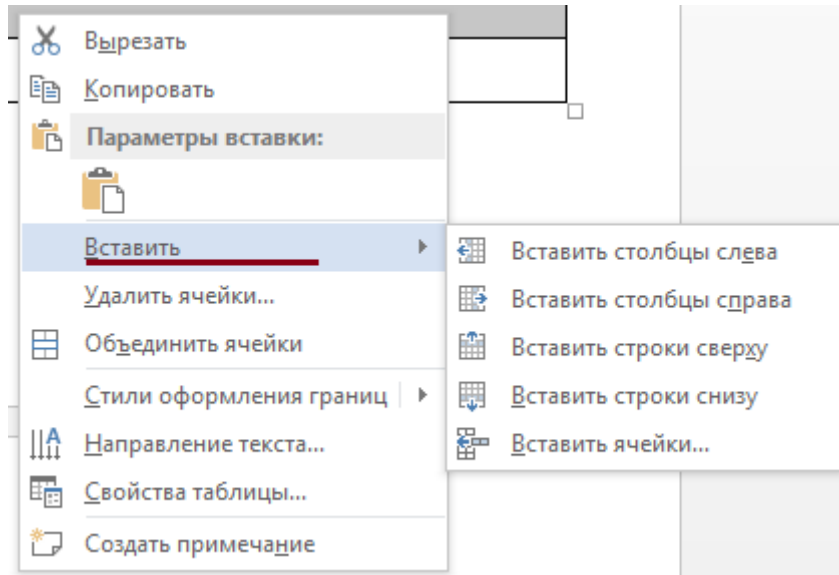 Вырезать
Копировать
Параметры вставки:
Вставить
Удалить ячейки...
Объединить ячейки
Стили оформления границ
Направление текста...
Свойства таблицы...
Создать примечание
Вставить столбцы слева
Вставить столбцы справа
Вставить строки сверху
Вставить строки снизу
Вставить ячейки...